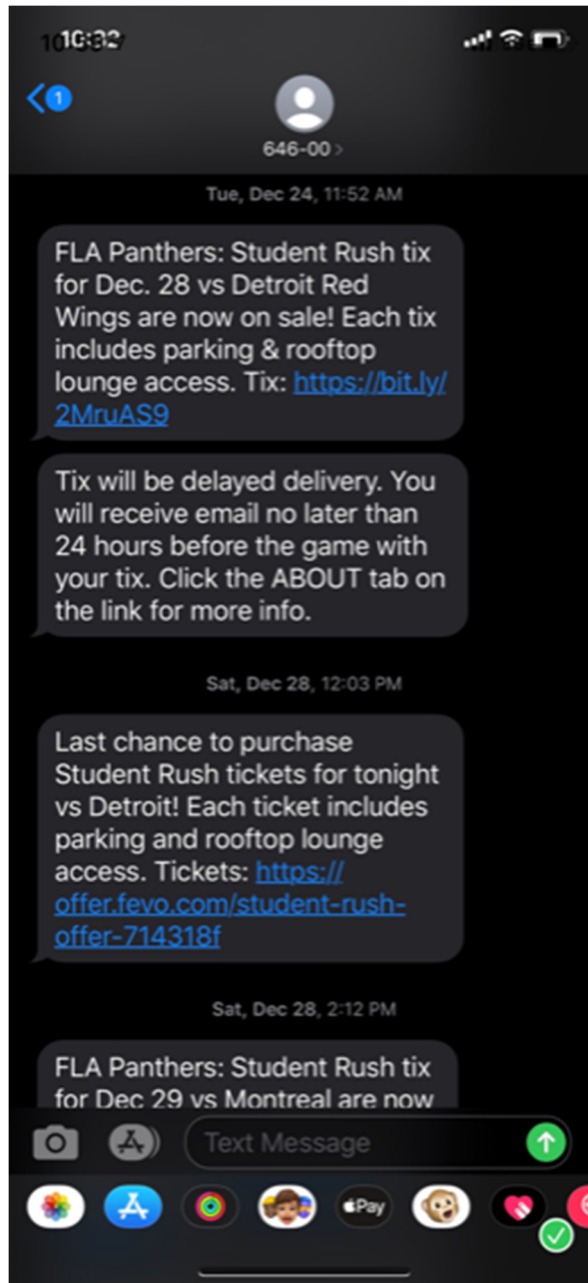 1
646-00 >
Tue, Dec 24, 11:52 AM
FLA Panthers: Student Rush tix
for Dec. 28 vs Detroit Red
Wings are now on sale! Each tix
includes parking & rooftop
lounge access. Tix: https://bit.ly/
2MruAS9
Tix will be delayed delivery. You
will receive email no later than
24 hours before the game with
your tix. Click the ABOUT tab on
the link for more info.
Sat, Dec 28, 12:03 PM
Last chance to purchase
Student Rush tickets for tonight
vs Detroit! Each ticket includes
parking and rooftop lounge
access. Tickets: https://
offer.fevo.com/student-rush-
offer-714318f
Sat, Dec 28, 2:12 PM
FLA Panthers: Student Rush tix
for Dec 29 vs Montreal are now
Text Message
Pay